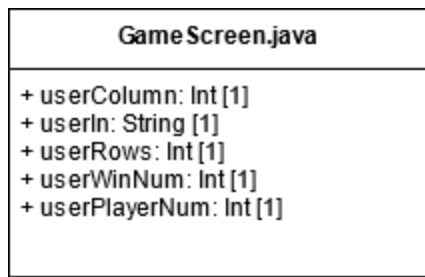 GameScreen.java
+ userColumn: Int [1]
+ userIn: String [1]
+ userRows: Int [1]
+ userWinNum: Int [1]
+ userPlayerNum: Int [1]